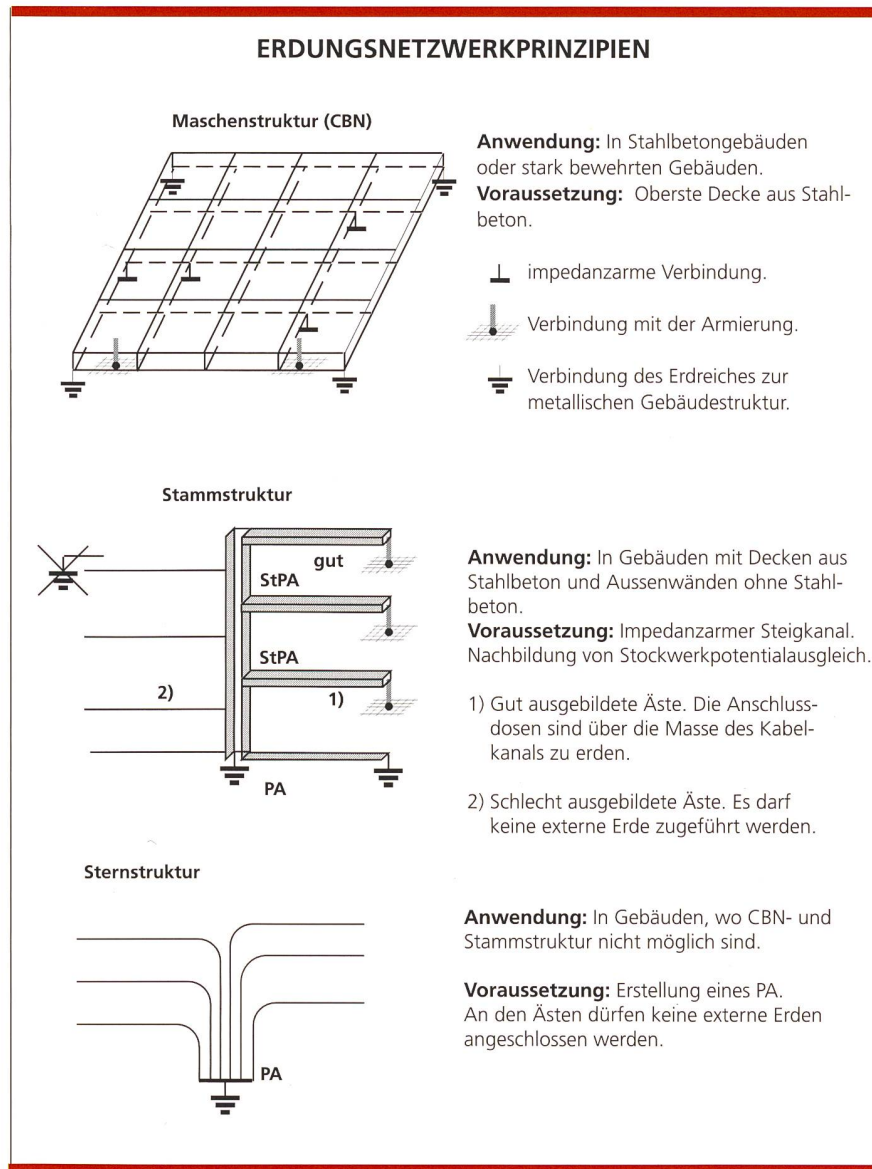 ERDUNGSNETZWERKPRINZIPIEN
Maschenstruktur (CBN)
Anwendung: In Stahlbetongebäuden
oder stark bewehrten Gebäuden.
Voraussetzung: Oberste Decke aus Stahl-
beton.
impedanzarme Verbindung.
Verbindung mit der Armierung.
Verbindung des Erdreiches zur
metallischen Gebäudestruktur.
Stammstruktur
gut
StPA
StPA
2)
1)
PA
Anwendung: In Gebäuden mit Decken aus
Stahlbeton und Aussenwänden ohne Stahl-
beton.
Voraussetzung: Impedanzarmer Steigkanal.
Nachbildung von Stockwerkpotentialausgleich.
1) Gut ausgebildete Äste. Die Anschluss-
dosen sind über die Masse des Kabel-
kanals zu erden.
2) Schlecht ausgebildete Äste. Es darf
keine externe Erde zugeführt werden.
Sternstruktur
PA
Anwendung: In Gebäuden, wo CBN- und
Stammstruktur nicht möglich sind.
Voraussetzung: Erstellung eines PA.
An den Ästen dürfen keine externe Erden
angeschlossen werden.